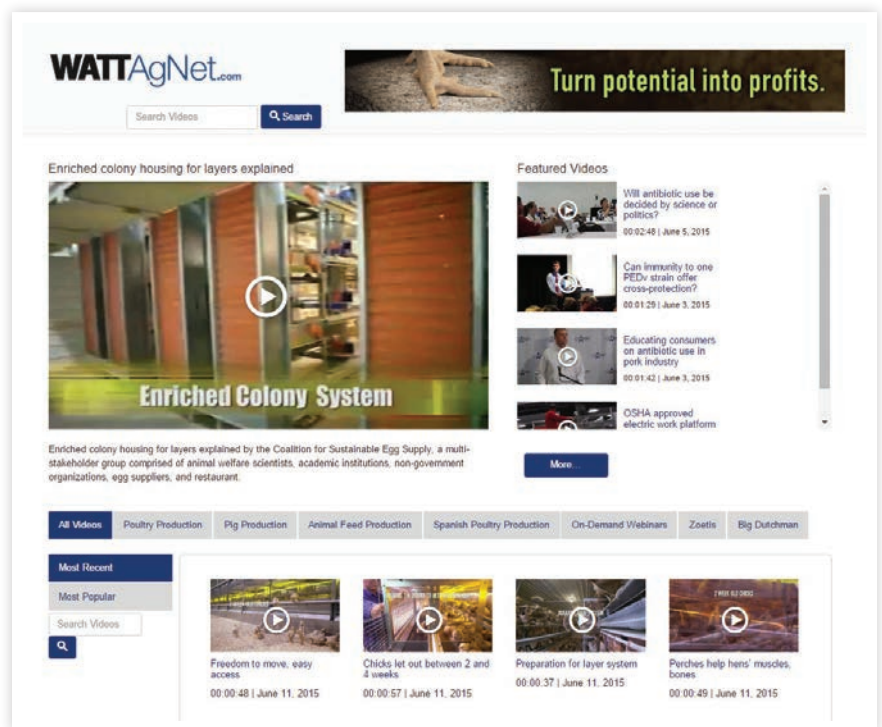 WATTAgNet.com
Turn potential into profits.
Search Videos
Search
Enriched colony housing for layers explained
Featured Videos
Enriched Colony System
Will antibiotic use be
decided by science or
politics?
00:02:48 | June 5, 2015
Can immunity to one
PEDv strain offer
cross-protection?
00:01:29 | June 3, 2015
Educating consumers
on antibiotic use in
pork industry
00:01:42 | June 3, 2015
OSHA approved
electric work platform
Enriched colony housing for layers explained by the Coalition for Sustainable Egg Supply, a multi-
stakeholder group comprised of animal welfare scientists, academic institutions, non-government
organizations, egg suppliers, and restaurant.
More...
All Videos
Poultry Production
Pig Production
Animal Feed Production
Spanish Poultry Production
On-Demand Webinars
Zoetis
Big Dutchman
Most Recent
Most Popular
Search Videos
2 WEEK OLD CHICKS
Freedom to move, easy
access
00:00:48 | June 11, 2015
Chicks let out between 2 and
4 weeks
00:00:57 | June 11, 2015
Preparation for layer system
00:00:37 | June 11, 2015
Perches help hens' muscles,
bones
00:00:49 | June 11, 2015